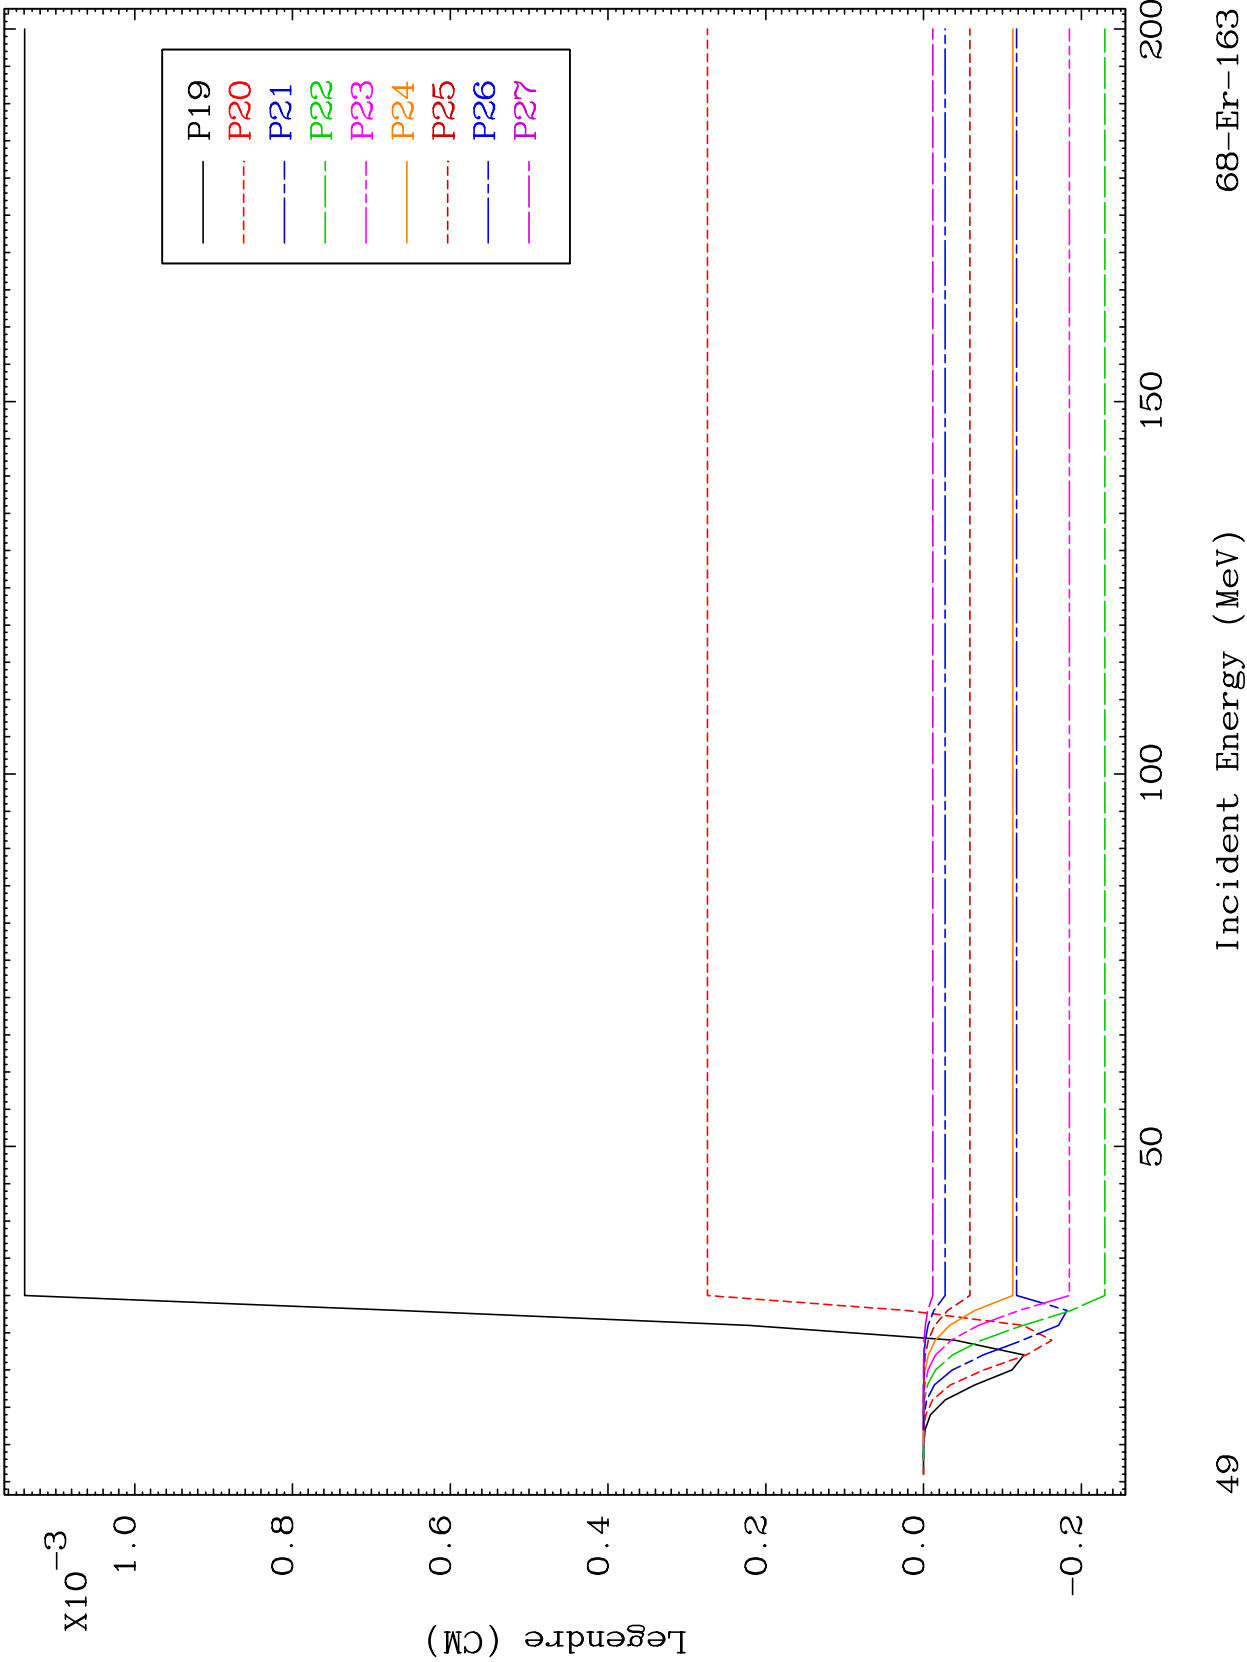 X10-3
1.0
0.8
0.6
0.4
0.2
0.0
-0.2
Legendre (CM)
P19
P20
P21
P22
P23
P24
P25
P26
P27
50
100
150
200
49
Incident Energy (MeV)
68-Er-163